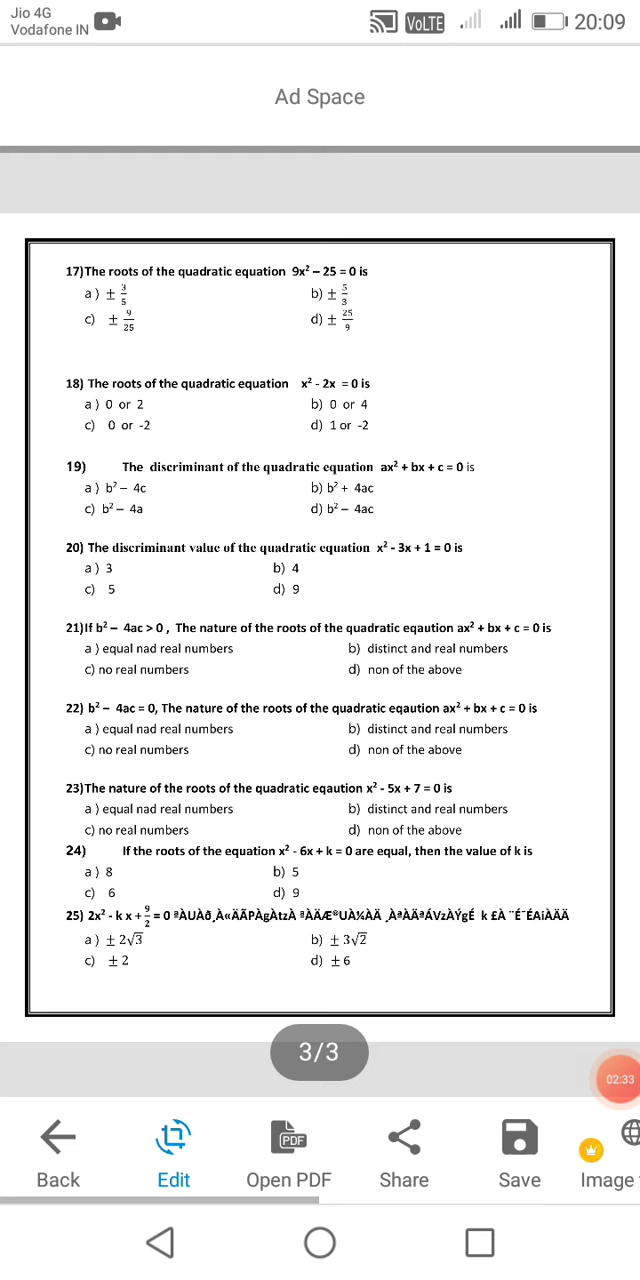 Jio 4G
Vodafone IN
VoLTE
20:09
Ad Space
17)The roots of the quadratic equation 9x² – 25 = 0 is
a ) ± 3/5 b) ± 5/3
c) ± 9/25 d) ± 25/9
18) The roots of the quadratic equation x² - 2x = 0 is
a ) 0 or 2 b) 0 or 4
c) 0 or -2 d) 1 or -2
19) The discriminant of the quadratic equation ax² + bx + c = 0 is
a ) b² – 4c b) b² + 4ac
c) b² – 4a d) b² – 4ac
20) The discriminant value of the quadratic equation x² - 3x + 1 = 0 is
a ) 3 b) 4
c) 5 d) 9
21)If b² – 4ac > 0 , The nature of the roots of the quadratic eqaution ax² + bx + c = 0 is
a ) equal nad real numbers b) distinct and real numbers
c) no real numbers d) non of the above
22) b² – 4ac = 0, The nature of the roots of the quadratic eqaution ax² + bx + c = 0 is
a ) equal nad real numbers b) distinct and real numbers
c) no real numbers d) non of the above
23)The nature of the roots of the quadratic eqaution x² - 5x + 7 = 0 is
a ) equal nad real numbers b) distinct and real numbers
c) no real numbers d) non of the above
24) If the roots of the equation x² - 6x + k = 0 are equal, then the value of k is
a ) 8 b) 5
c) 6 d) 9
25) 2x² - k x + 9/2 = 0 k
a ) ± 2√3 b) ± 3√2
c) ± 2 d) ± 6
3/3
02:33
PDF
Back Edit Open PDF Share Save Image